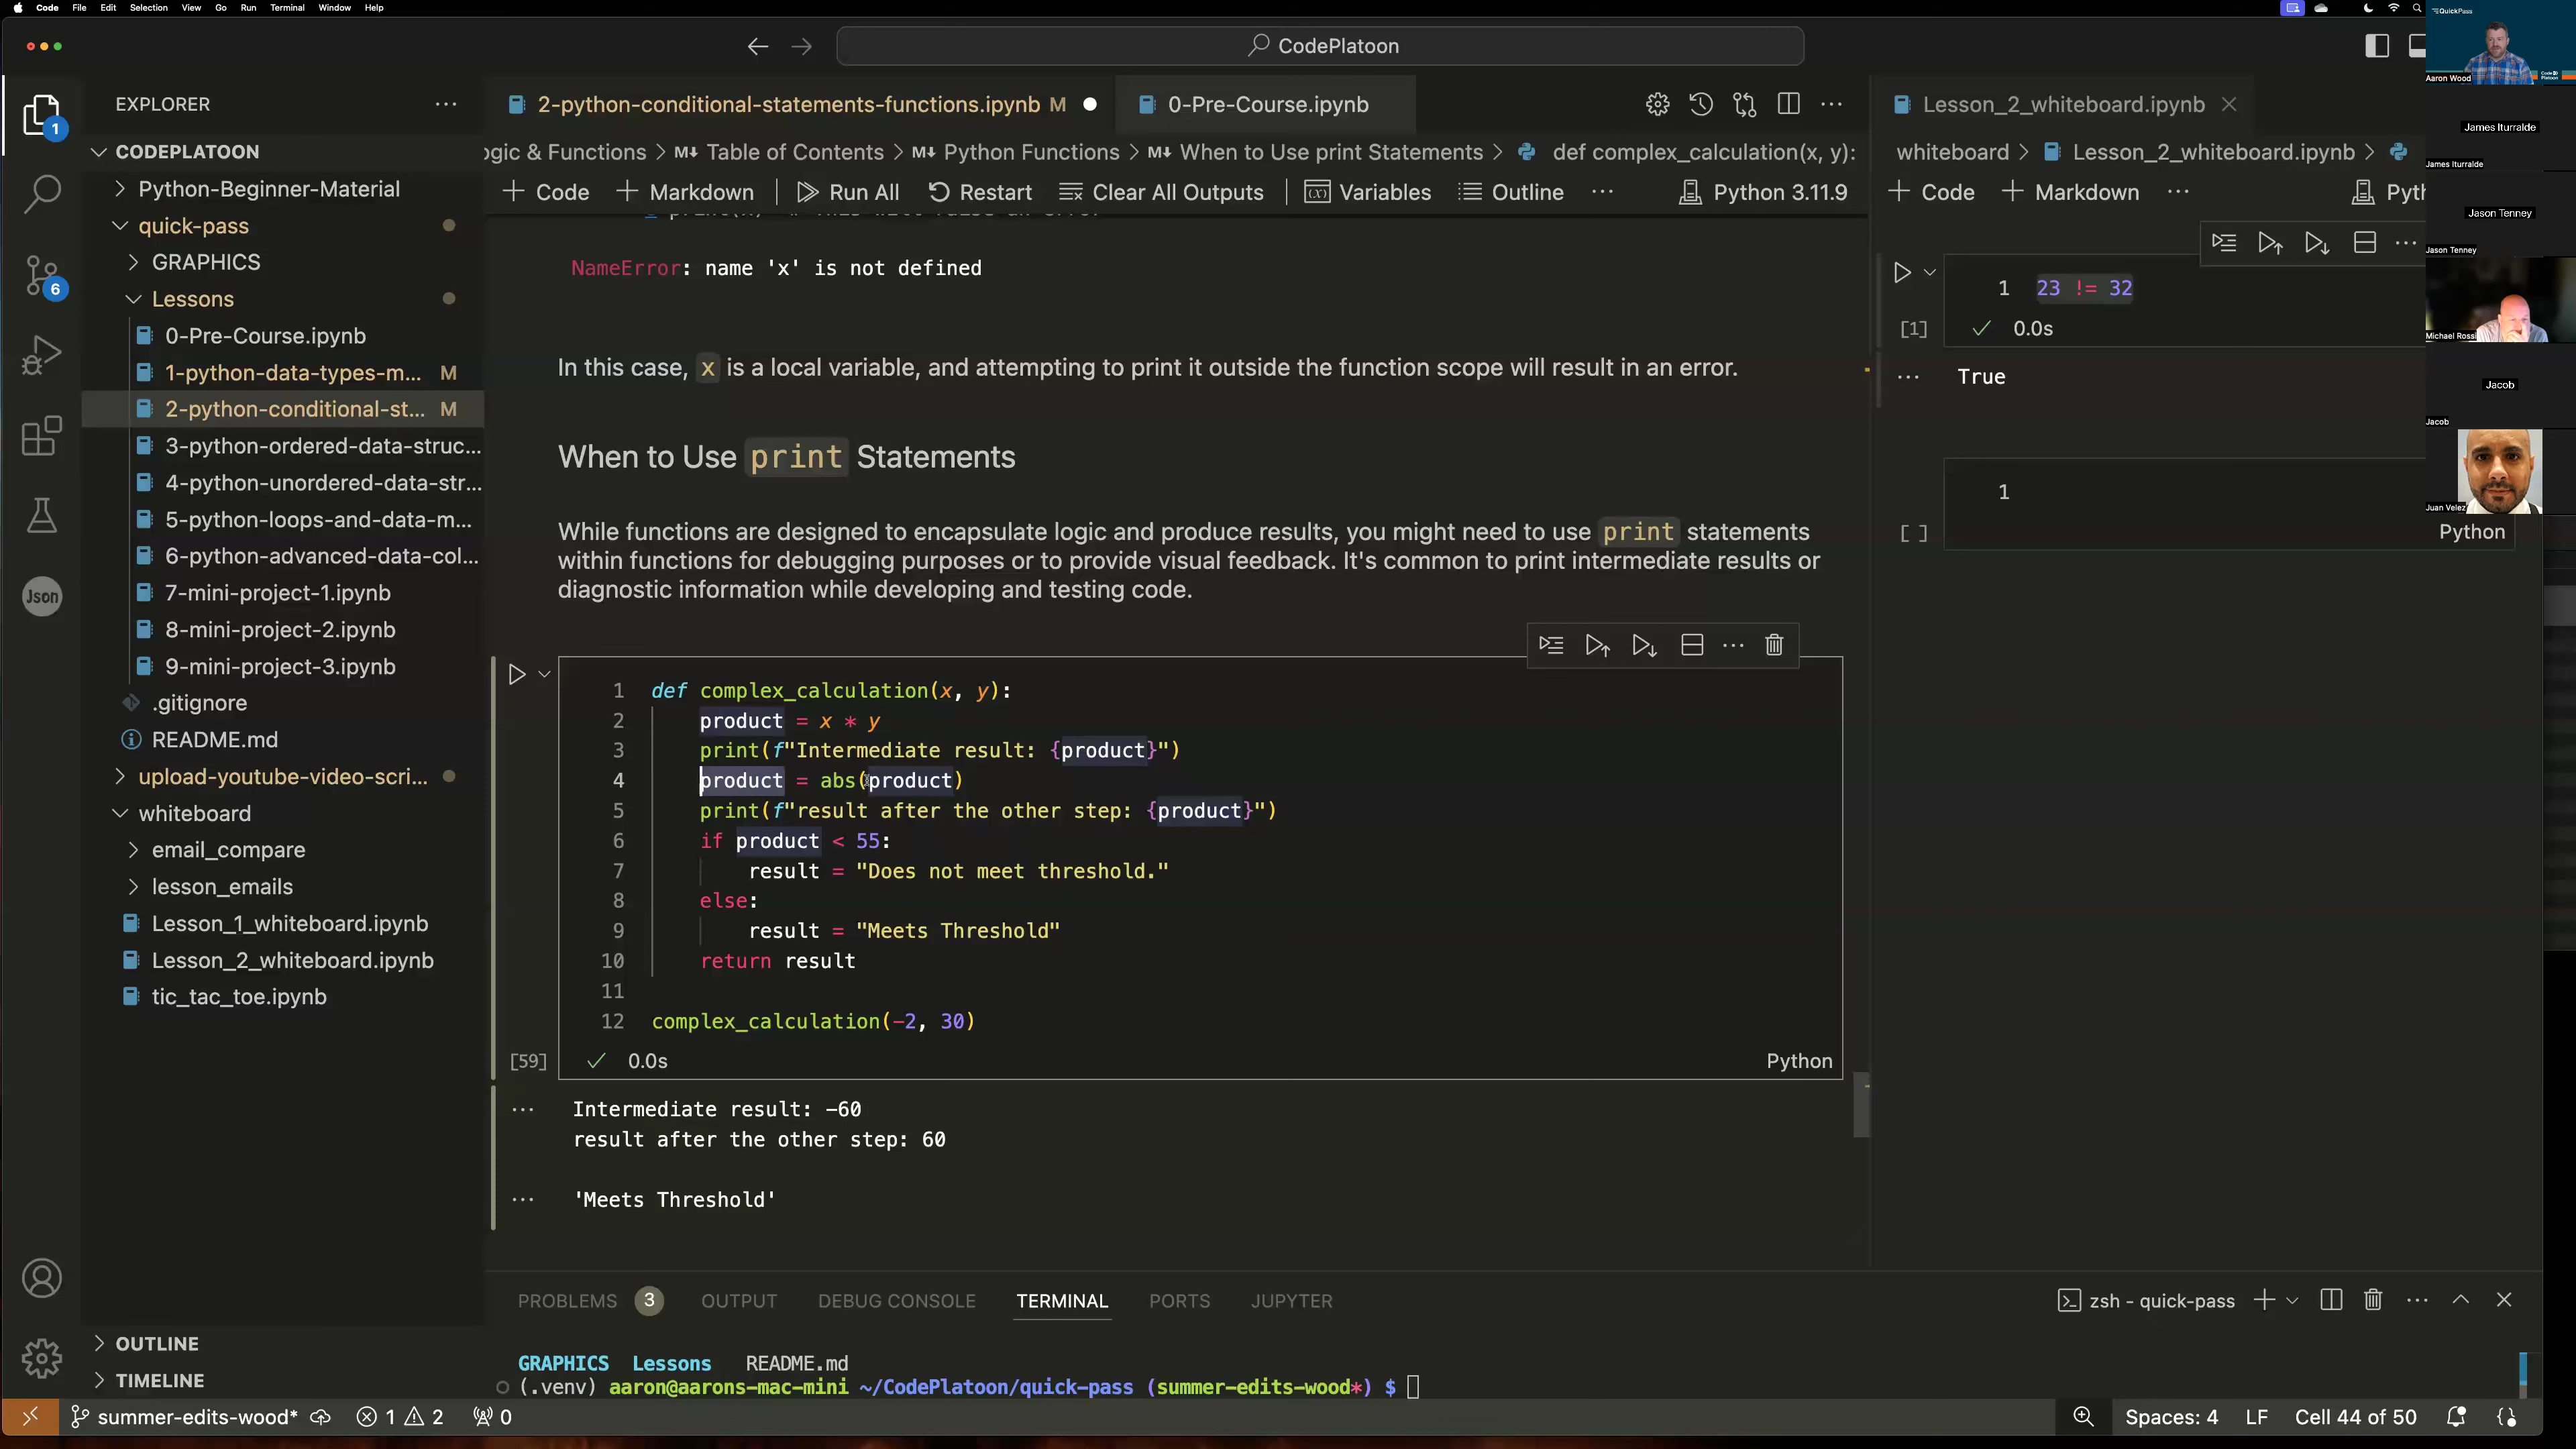 Code File Edit Selection View Go Run Terminal Window Help
CodePlatoon
QuickPass
Aaron Wood
Code Platoon
James Iturralde
James Iturralde
Jason Tenney
Jason Tenney
Michael Rossi
Jacob
Jacob
Juan Velez
EXPLORER
1
6
Json
CODEPLATOON
Python-Beginner-Material
quick-pass
GRAPHICS
Lessons
0-Pre-Course.ipynb
1-python-data-types-m... M
2-python-conditional-st... M
3-python-ordered-data-struc...
4-python-unordered-data-str...
5-python-loops-and-data-m...
6-python-advanced-data-col...
7-mini-project-1.ipynb
8-mini-project-2.ipynb
9-mini-project-3.ipynb
.gitignore
README.md
upload-youtube-video-scri...
whiteboard
email_compare
lesson_emails
Lesson_1_whiteboard.ipynb
Lesson_2_whiteboard.ipynb
tic_tac_toe.ipynb
OUTLINE
TIMELINE
2-python-conditional-statements-functions.ipynb M
0-Pre-Course.ipynb
ogic & Functions > M↓ Table of Contents > M↓ Python Functions > M↓ When to Use print Statements > def complex_calculation(x, y):
+ Code + Markdown Run All Restart Clear All Outputs Variables Outline ... Python 3.11.9
NameError: name 'x' is not defined
In this case, x is a local variable, and attempting to print it outside the function scope will result in an error.
When to Use print Statements
While functions are designed to encapsulate logic and produce results, you might need to use print statements
within functions for debugging purposes or to provide visual feedback. It's common to print intermediate results or
diagnostic information while developing and testing code.
1 def complex_calculation(x, y):
2 product = x * y
3 print(f"Intermediate result: {product}")
4 product = abs(product)
5 print(f"result after the other step: {product}")
6 if product < 55:
7 result = "Does not meet threshold."
8 else:
9 result = "Meets Threshold"
10 return result
11
12 complex_calculation(-2, 30)
[59] 0.0s Python
Intermediate result: -60
result after the other step: 60
'Meets Threshold'
Lesson_2_whiteboard.ipynb
whiteboard > Lesson_2_whiteboard.ipynb >
+ Code + Markdown ... Pyt
1 23 != 32
[1] 0.0s
True
1
[ ] Python
PROBLEMS 3 OUTPUT DEBUG CONSOLE TERMINAL PORTS JUPYTER
zsh - quick-pass
GRAPHICS Lessons README.md
(.venv) aaron@aarons-mac-mini ~/CodePlatoon/quick-pass (summer-edits-wood*) $
summer-edits-wood* 1 2 0 Spaces: 4 LF Cell 44 of 50